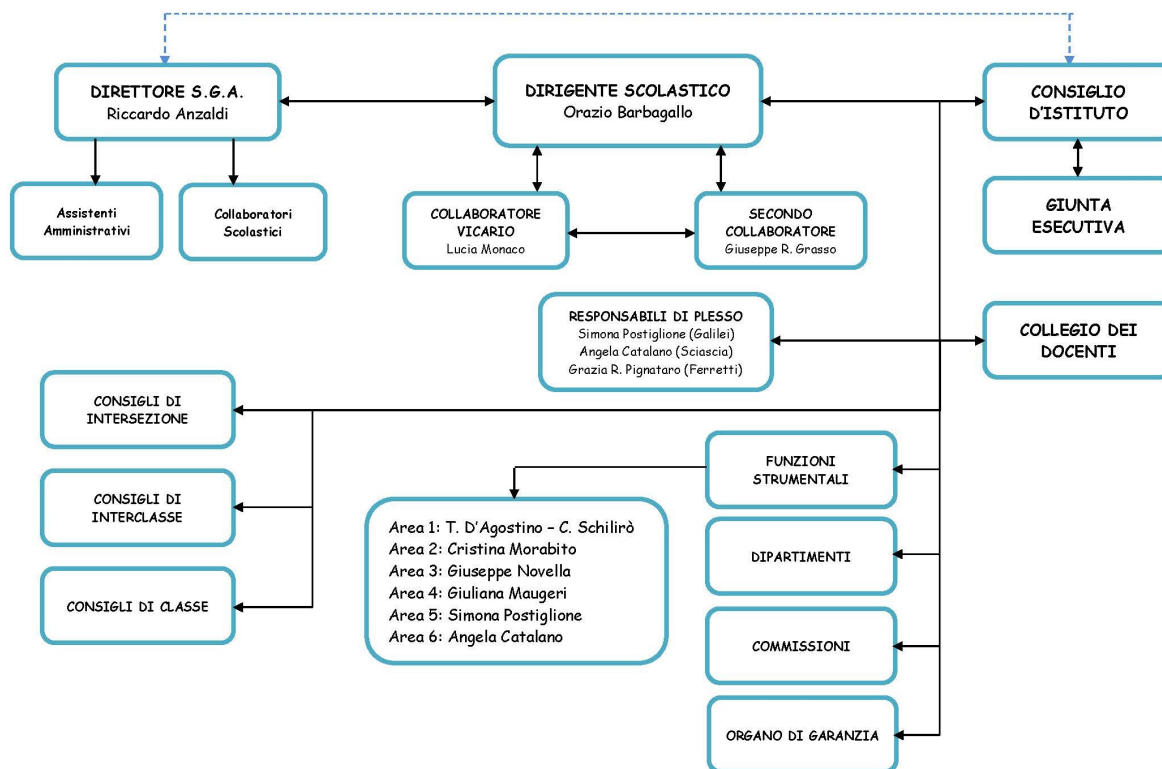 DIRETTORE S.G.A.
Riccardo Anzaldi
DIRIGENTE SCOLASTICO
Orazio Barbagallo
CONSIGLIO
D'ISTITUTO
Assistenti
Amministrativi
Collaboratori
Scolastici
COLLABORATORE
VICARIO
Lucia Monaco
SECONDO
COLLABORATORE
Giuseppe R. Grasso
GIUNTA
ESECUTIVA
RESPONSABILI DI PLESSO
Simona Postiglione (Galilei)
Angela Catalano (Sciascia)
Grazia R. Pignataro (Ferretti)
COLLEGIO DEI
DOCENTI
CONSIGLI DI
INTERSEZIONE
CONSIGLI DI
INTERCLASSE
CONSIGLI DI CLASSE
Area 1: T. D'Agostino – C. Schilirò
Area 2: Cristina Morabito
Area 3: Giuseppe Novella
Area 4: Giuliana Maugeri
Area 5: Simona Postiglione
Area 6: Angela Catalano
FUNZIONI
STRUMENTALI
DIPARTIMENTI
COMMISSIONI
ORGANO DI GARANZIA